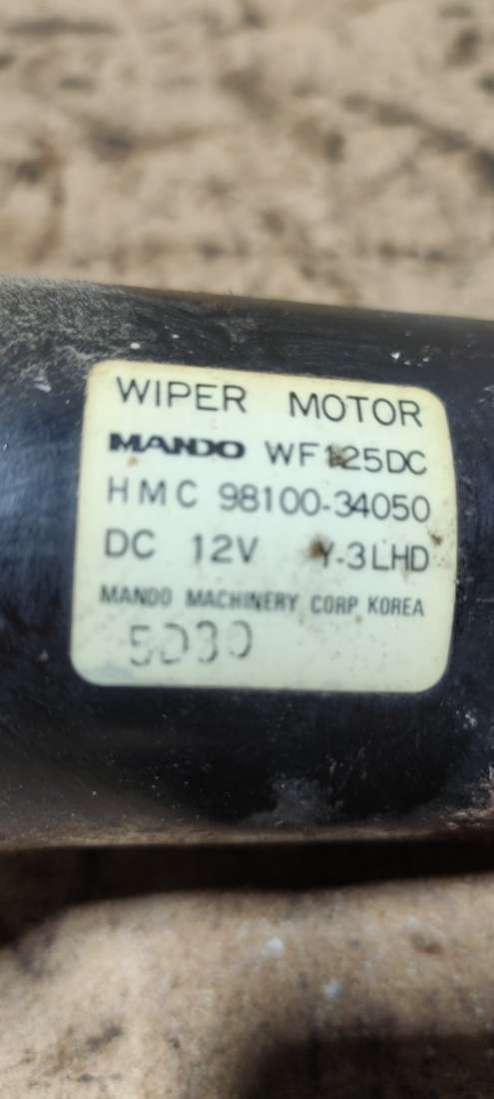 WIPER MOTOR
MANDO WF125DC
HMC 98100-34050
DC 12V Y-3LHD
MANDO MACHINERY CORP. KOREA